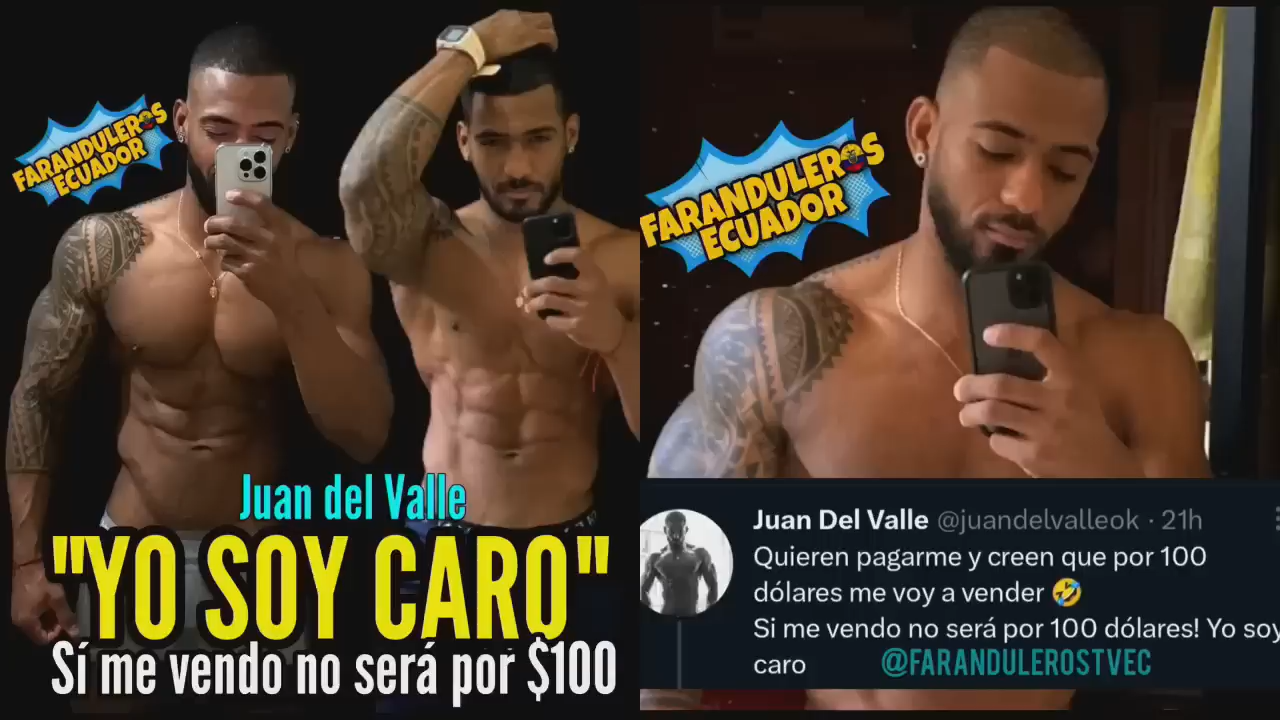 FARANDULEROS
ECUADOR
Juan del Valle
"YO SOY CARO"
Sí me vendo no será por $100
FARANDULEROS
ECUADOR
Juan Del Valle @juandelvalleok · 21h
Quieren pagarme y creen que por 100
dólares me voy a vender 🤣
Si me vendo no será por 100 dólares! Yo soy
caro
@FARANDULEROSTVEC